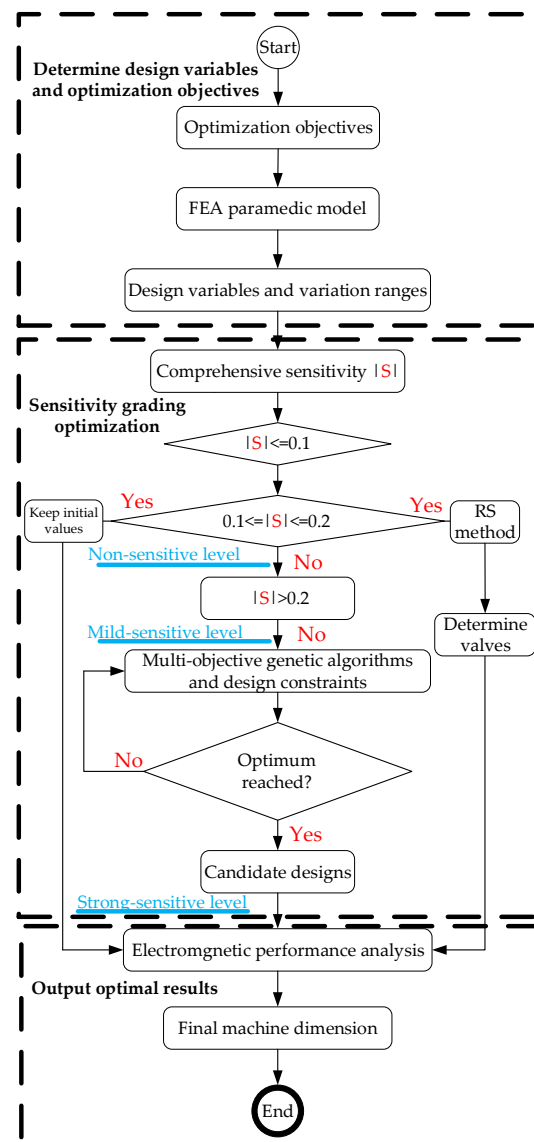 Start
Determine design variables
and optimization objectives
Optimization objectives
FEA paramedic model
Design variables and variation ranges
Comprehensive sensitivity |S|
Sensitivity grading
optimization
|S|<=0.1
Keep initial
values
Yes
0.1<=|S|<=0.2
Yes
RS
method
Non-sensitive level
No
|S|>0.2
Mild-sensitive level
No
Determine
valves
Multi-objective genetic algorithms
and design constraints
No
Optimum
reached?
Yes
Candidate designs
Strong-sensitive level
Electromgnetic performance analysis
Output optimal results
Final machine dimension
End